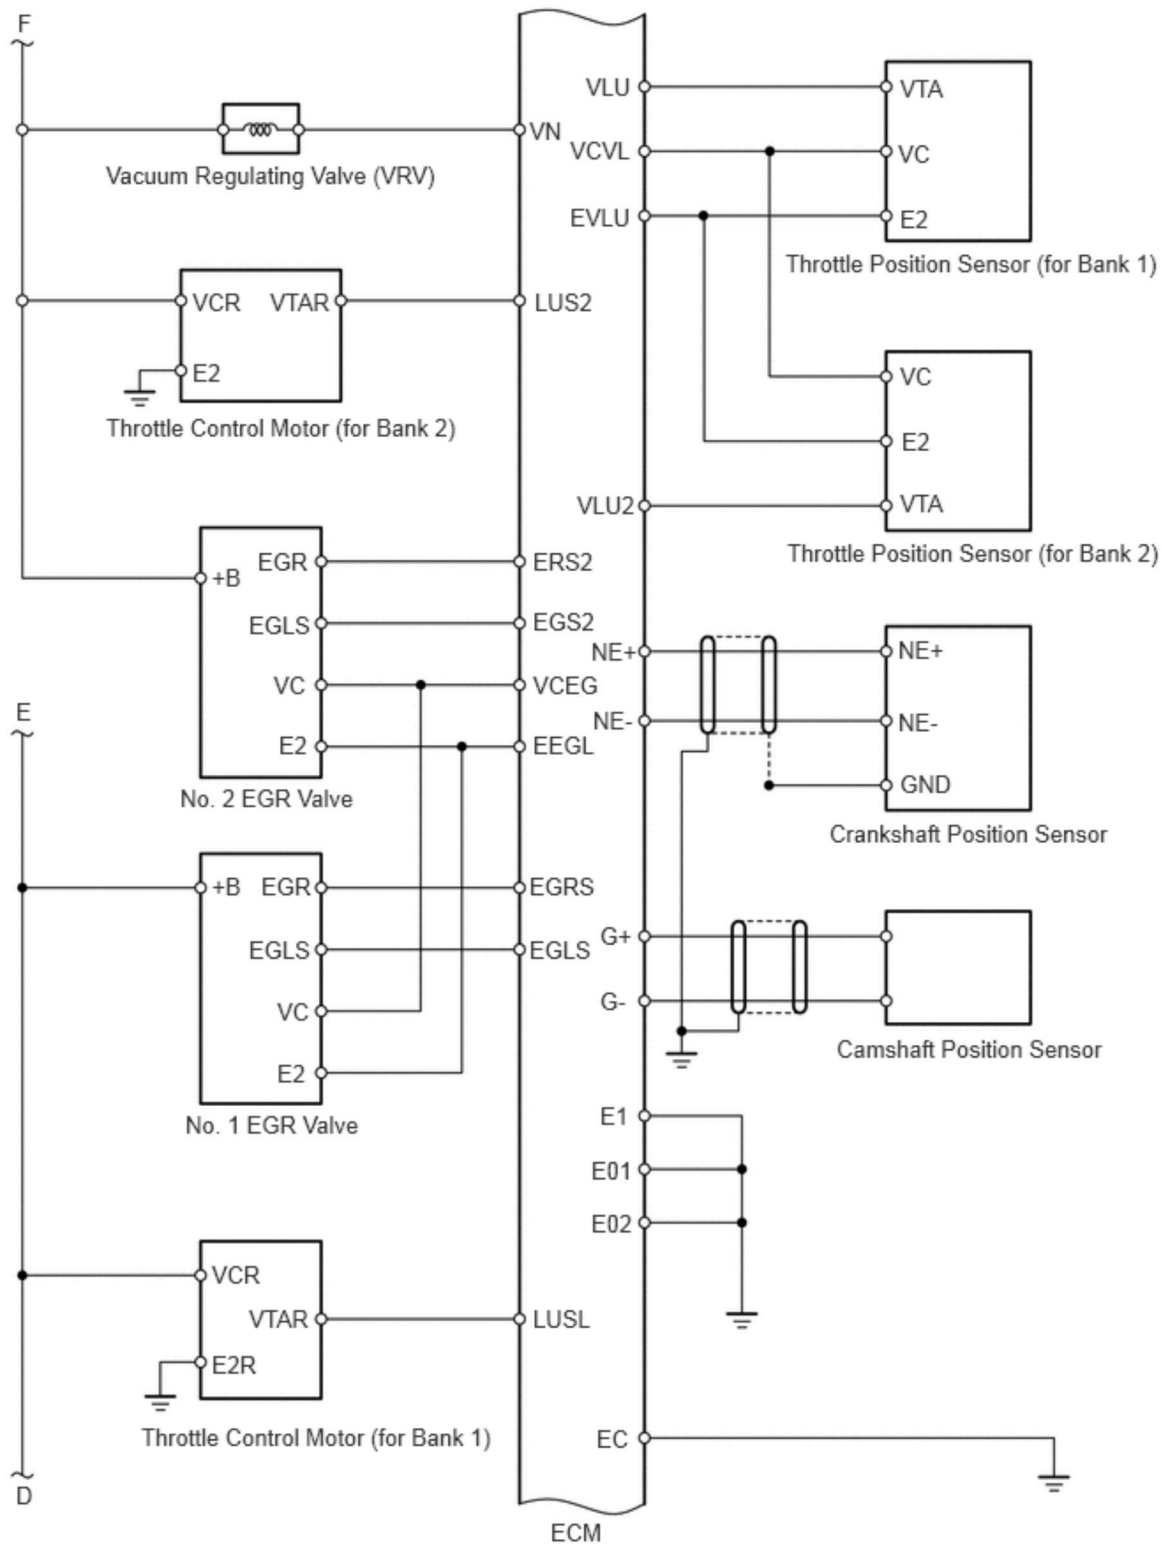 F
VN
Vacuum Regulating Valve (VRV)
VCR VTAR
LUS2
E2
Throttle Control Motor (for Bank 2)
EGR
ERS2
+B
EGLS
EGS2
VC
VCEG
E2
EEGL
No. 2 EGR Valve
E
+B EGR
EGRS
EGLS
EGLS
VC
E2
No. 1 EGR Valve
VCR
VTAR
LUSL
E2R
Throttle Control Motor (for Bank 1)
D
VLU
VTA
VCVL
VC
EVLU
E2
Throttle Position Sensor (for Bank 1)
VC
E2
VLU2
VTA
Throttle Position Sensor (for Bank 2)
NE+
NE+
NE-
NE-
GND
Crankshaft Position Sensor
G+
G-
Camshaft Position Sensor
E1
E01
E02
EC
ECM